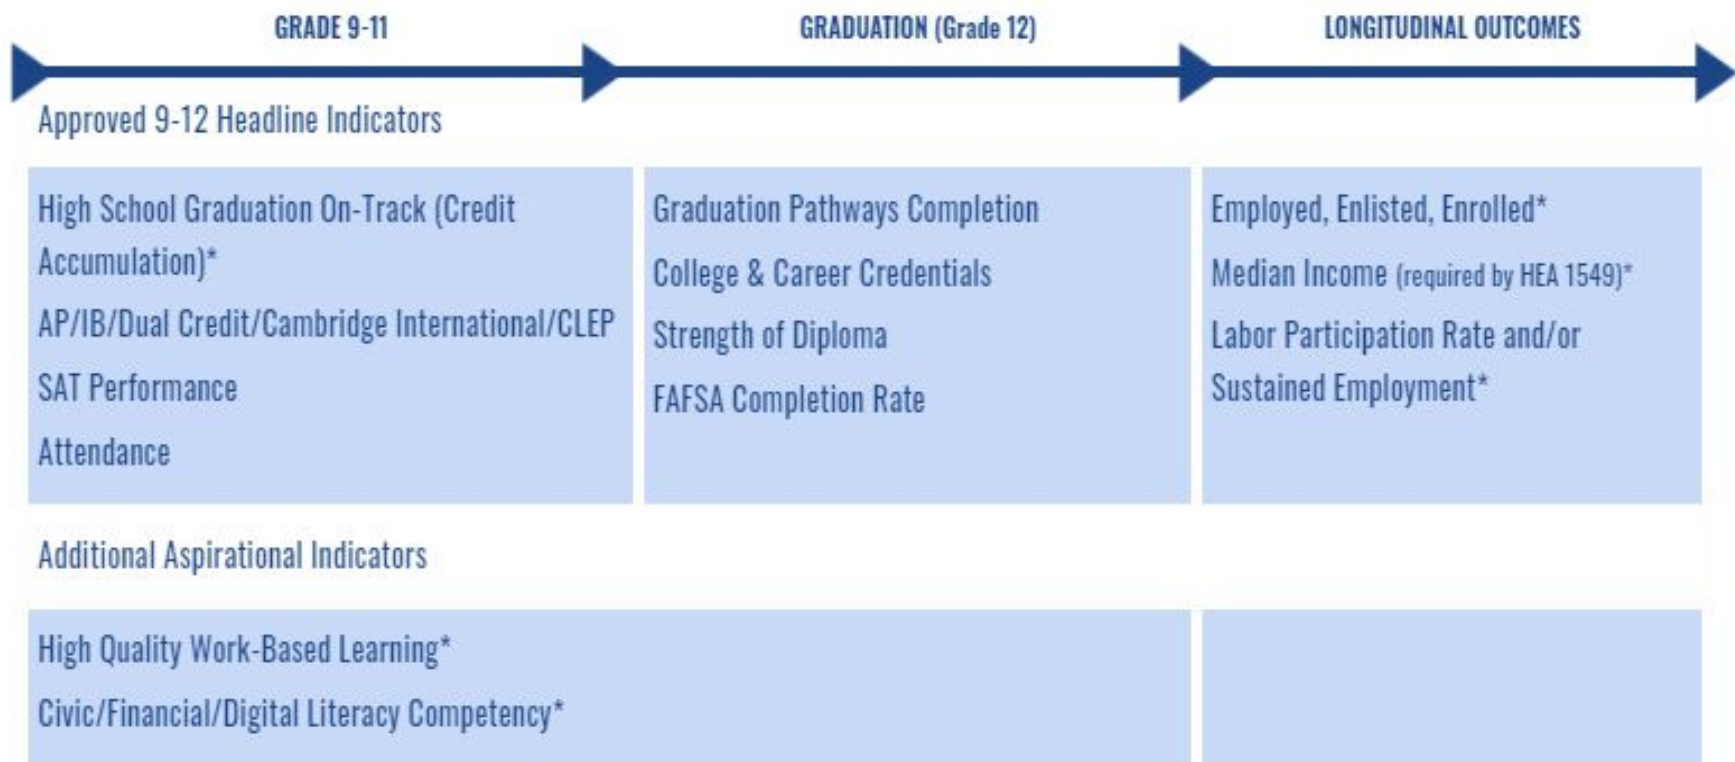 GRADE 9-11
GRADUATION (Grade 12)
LONGITUDINAL OUTCOMES
Approved 9-12 Headline Indicators
High School Graduation On-Track (Credit
Accumulation)*
AP/IB/Dual Credit/Cambridge International/CLEP
SAT Performance
Attendance
Graduation Pathways Completion
College & Career Credentials
Strength of Diploma
FAFSA Completion Rate
Employed, Enlisted, Enrolled*
Median Income (required by HEA 1549)*
Labor Participation Rate and/or
Sustained Employment*
Additional Aspirational Indicators
High Quality Work-Based Learning*
Civic/Financial/Digital Literacy Competency*